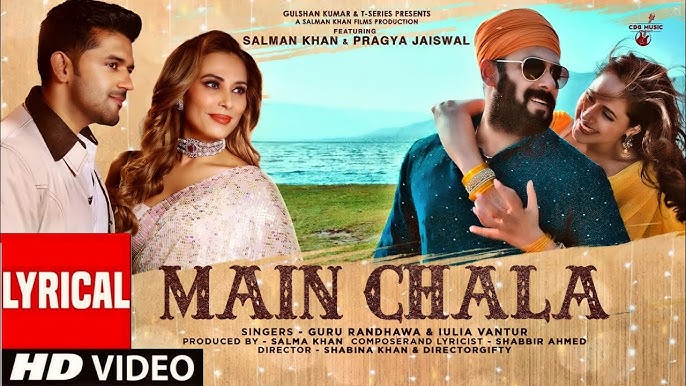 GULSHAN KUMAR & T-SERIES PRESENTS
A SALMAN KHAN FILMS PRODUCTION
FEATURING
SALMAN KHAN & PRAGYA JAISWAL
CDB MUSIC
MAIN CHALA
LYRICAL
SINGERS - GURU RANDHAWA & IULIA VANTUR
PRODUCED BY - SALMA KHAN COMPOSERAND LYRICIST - SHABBIR AHMED
DIRECTOR - SHABINA KHAN & DIRECTORGIFTY
HD VIDEO